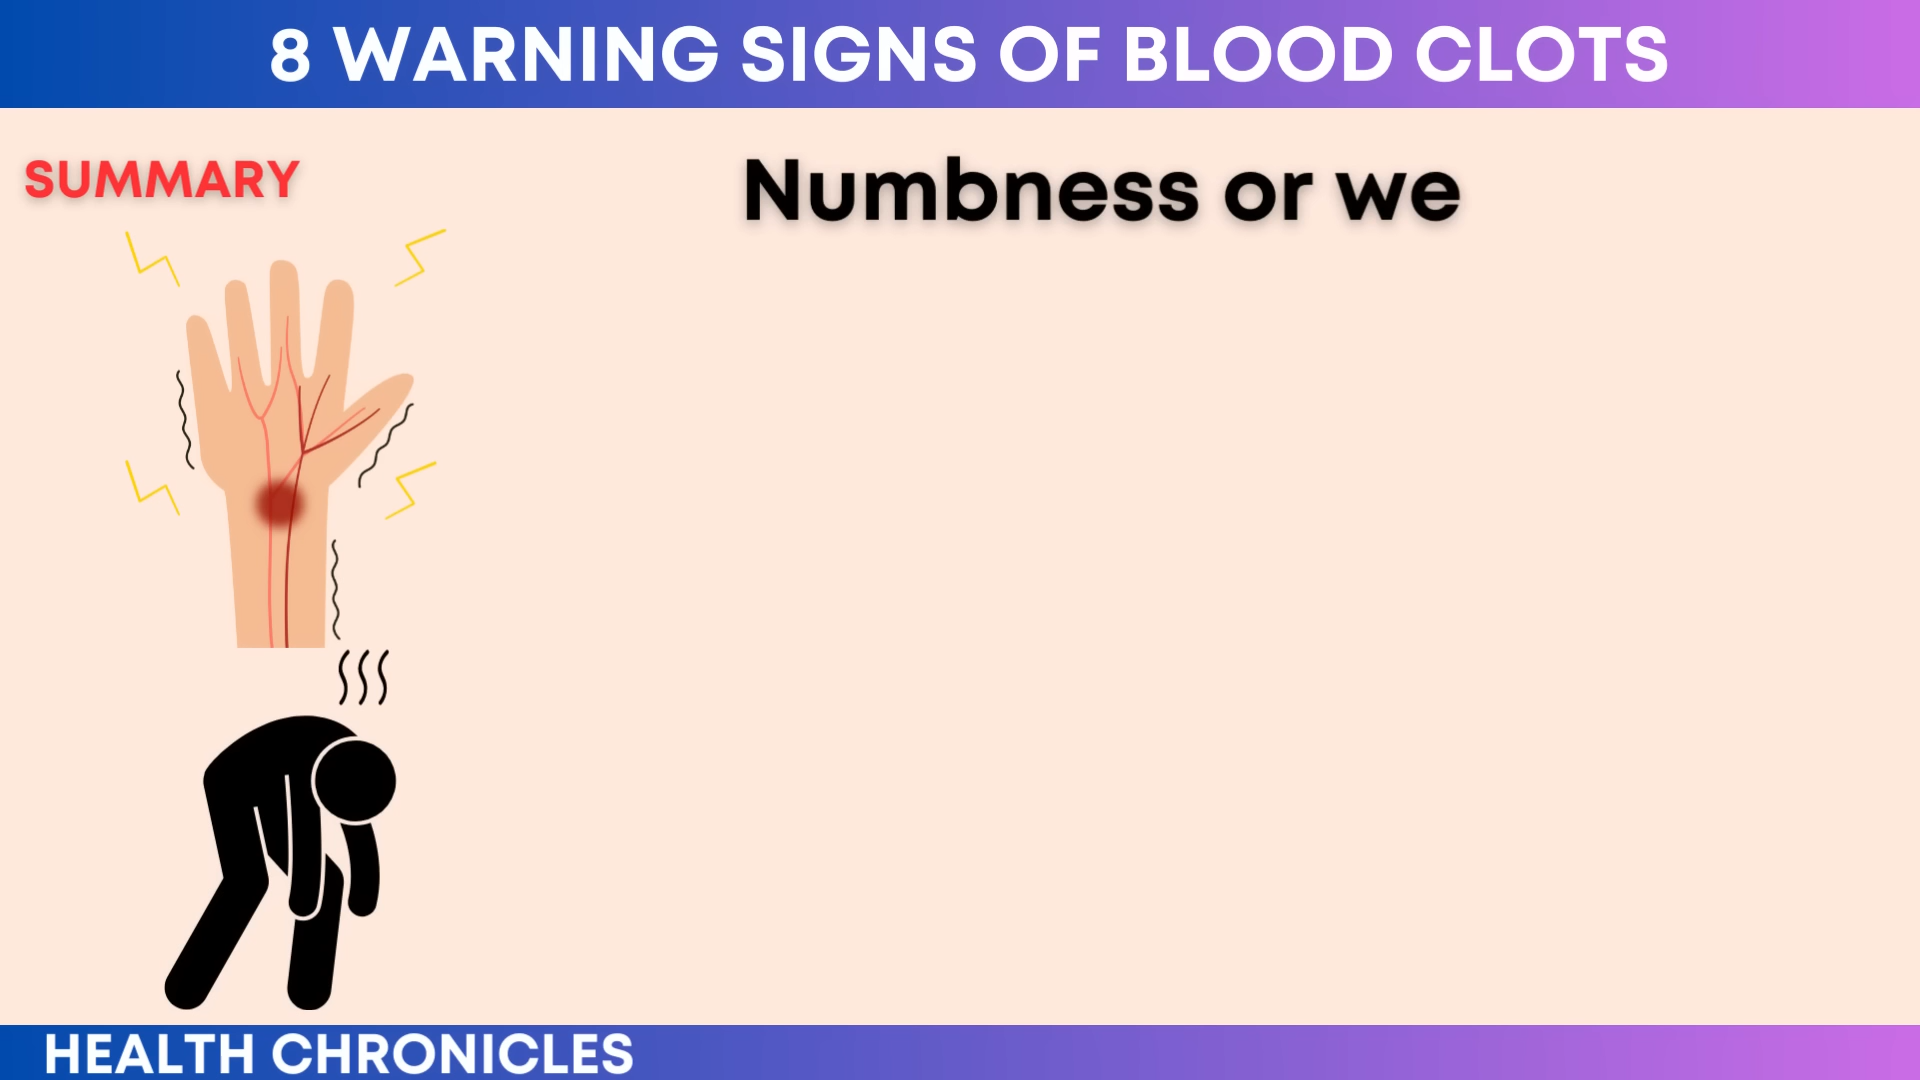 8 WARNING SIGNS OF BLOOD CLOTS
SUMMARY
Numbness or we
HEALTH CHRONICLES